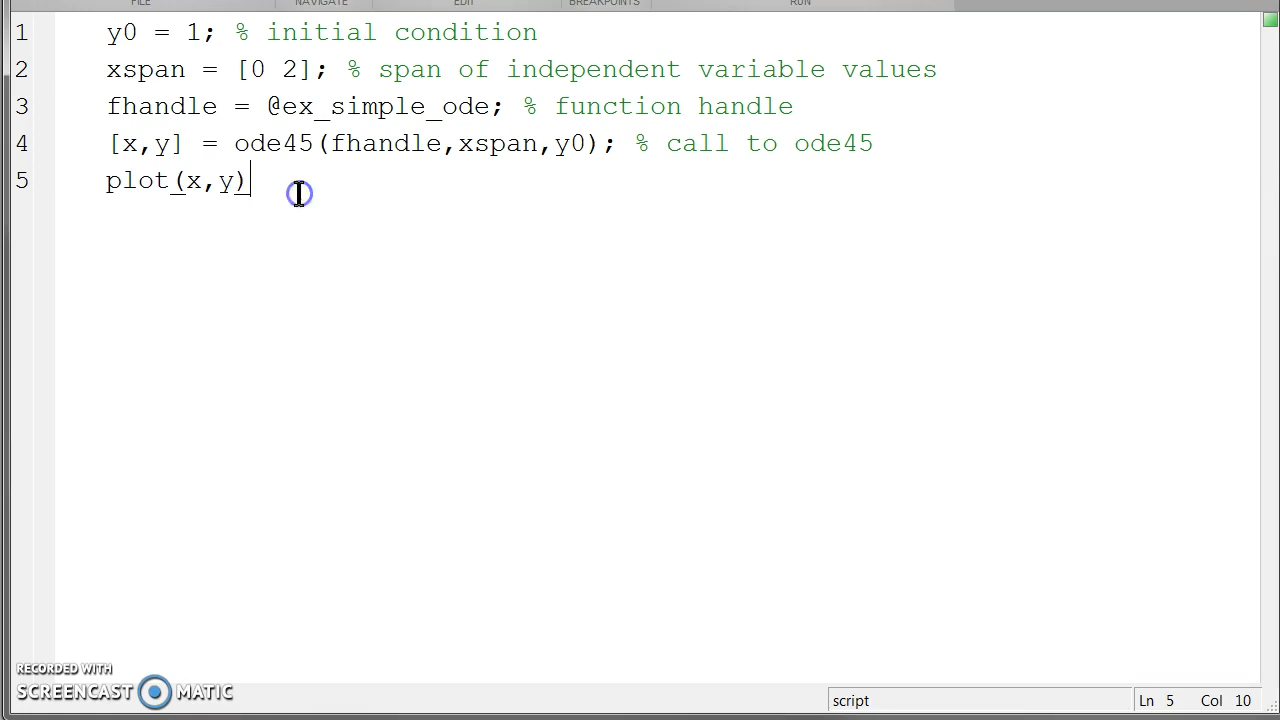 FILE NAVIGATE EDIT BREAKPOINTS RUN
1 y0 = 1; % initial condition
2 xspan = [0 2]; % span of independent variable values
3 fhandle = @ex_simple_ode; % function handle
4 [x,y] = ode45(fhandle,xspan,y0); % call to ode45
5 plot(x,y)
RECORDED WITH
SCREENCAST MATIC
script Ln 5 Col 10